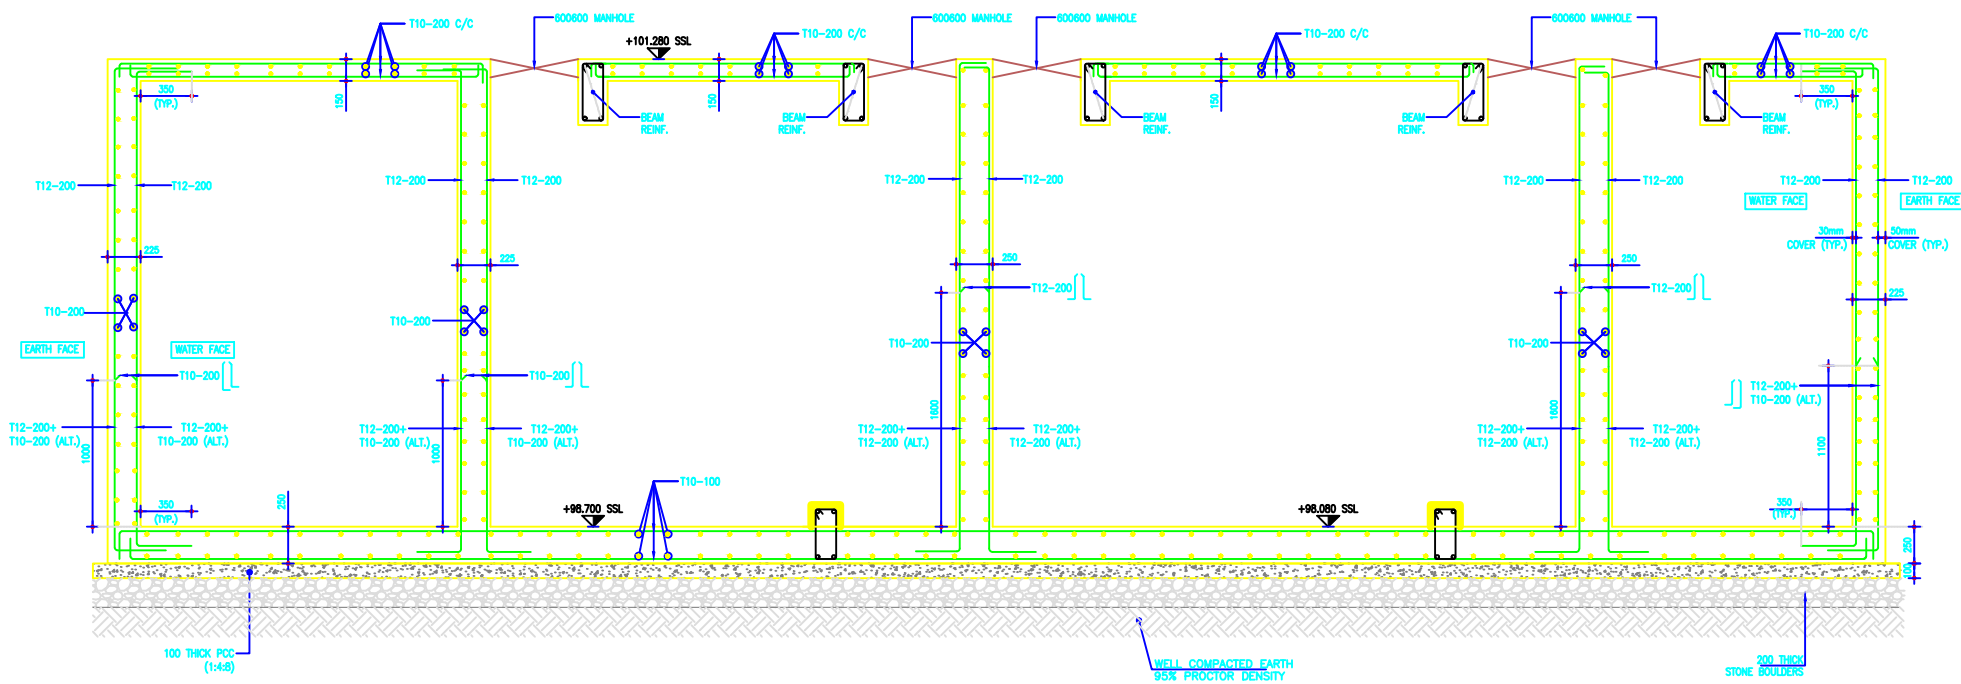 T10-200 C/C
600600 MANHOLE
+101.280 SSL
T10-200 C/C
600600 MANHOLE
600600 MANHOLE
T10-200 C/C
600600 MANHOLE
T10-200 C/C
350
(TYP.)
150
BEAM
REINF.
150
BEAM
REINF.
BEAM
REINF.
150
BEAM
REINF.
BEAM
REINF.
350
(TYP.)
T12-200
T12-200
T12-200
T12-200
T12-200
T12-200
T12-200
T12-200
T12-200
T12-200
WATER FACE
EARTH FACE
30mm
COVER (TYP.)
50mm
COVER (TYP.)
225
225
250
250
225
T12-200
T12-200
T10-200
T10-200
T10-200
T10-200
EARTH FACE
WATER FACE
T10-200
T10-200
T12-200+
T10-200 (ALT.)
1600
1600
T12-200+
T10-200 (ALT.)
T12-200+
T10-200 (ALT.)
T12-200+
T10-200 (ALT.)
T12-200+
T10-200 (ALT.)
T12-200+
T12-200 (ALT.)
T12-200+
T12-200 (ALT.)
T12-200+
T12-200 (ALT.)
T12-200+
T12-200 (ALT.)
1000
1000
1100
T10-100
350
(TYP.)
250
+98.700 SSL
+98.080 SSL
350
(TYP.)
250
100
100 THICK PCC
(1:4:8)
WELL COMPACTED EARTH
95% PROCTOR DENSITY
200 THICK
STONE BOULDERS